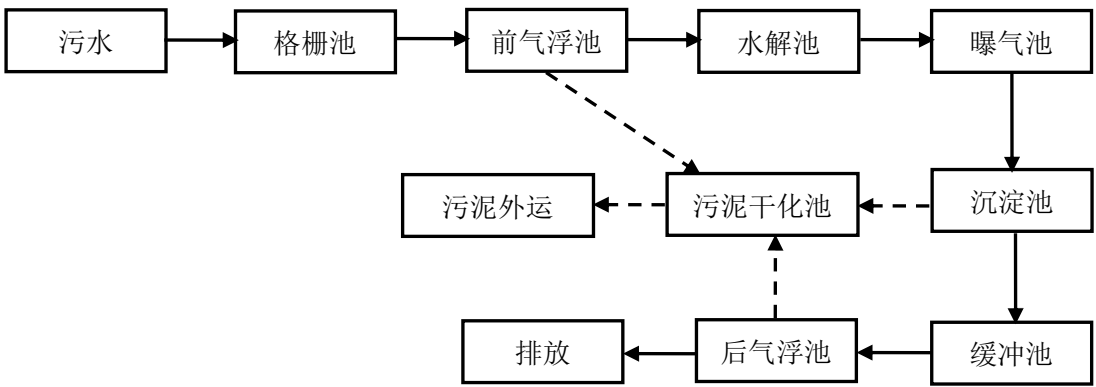 污水
格栅池
前气浮池
水解池
曝气池
污泥外运
污泥干化池
沉淀池
排放
后气浮池
缓冲池